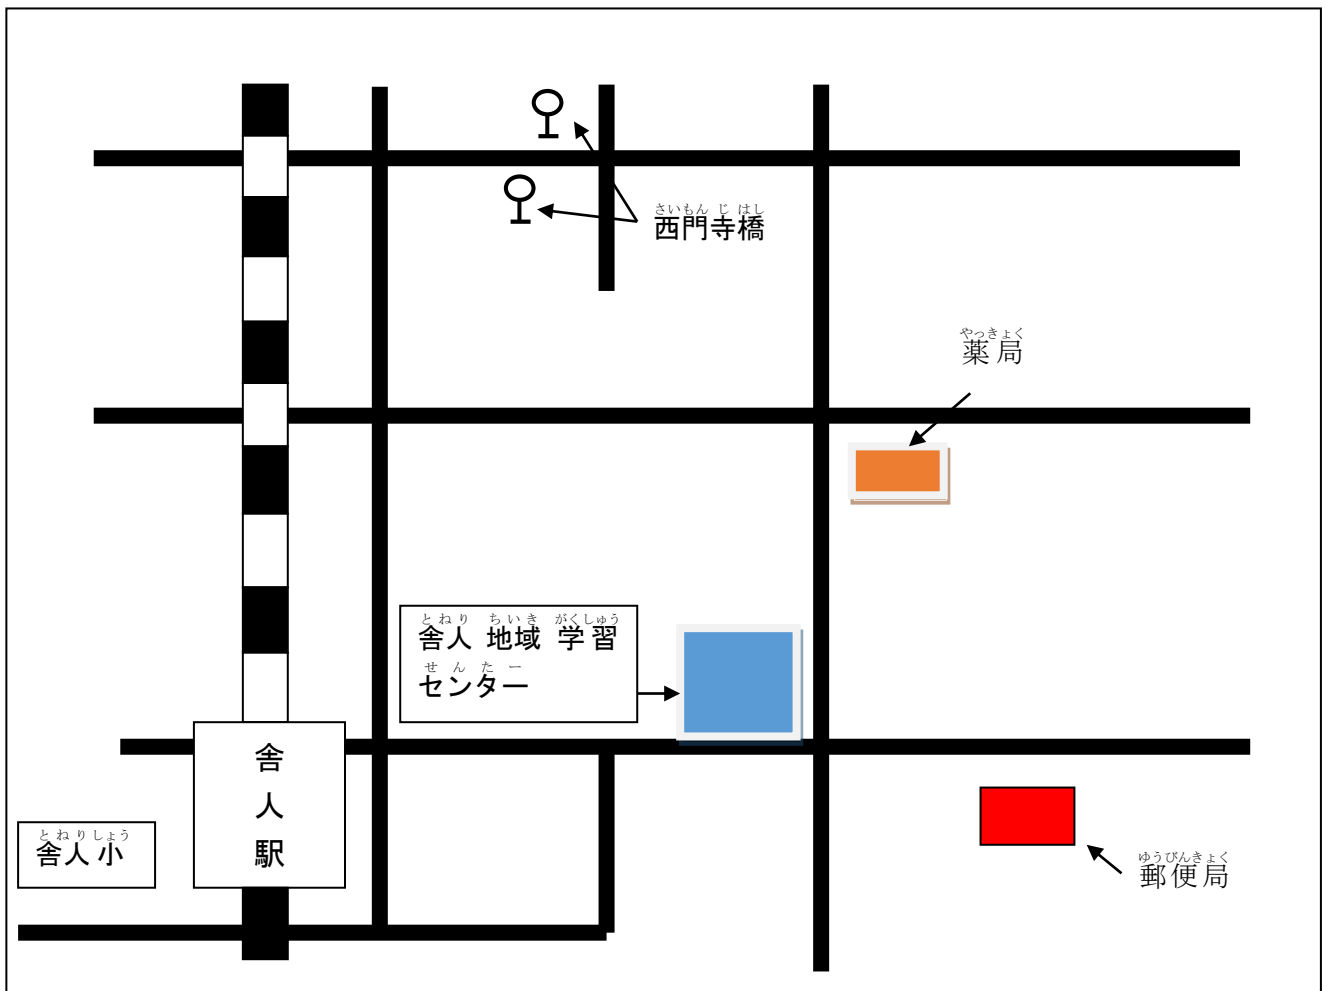 さいもん じ はし
西門寺橋
やっきょく
薬局
とねり ちいき がくしゅう
舎人 地域 学習
せんたー
センター
舎人駅
とねりしょう
舎人小
ゆうびんきょく
郵便局